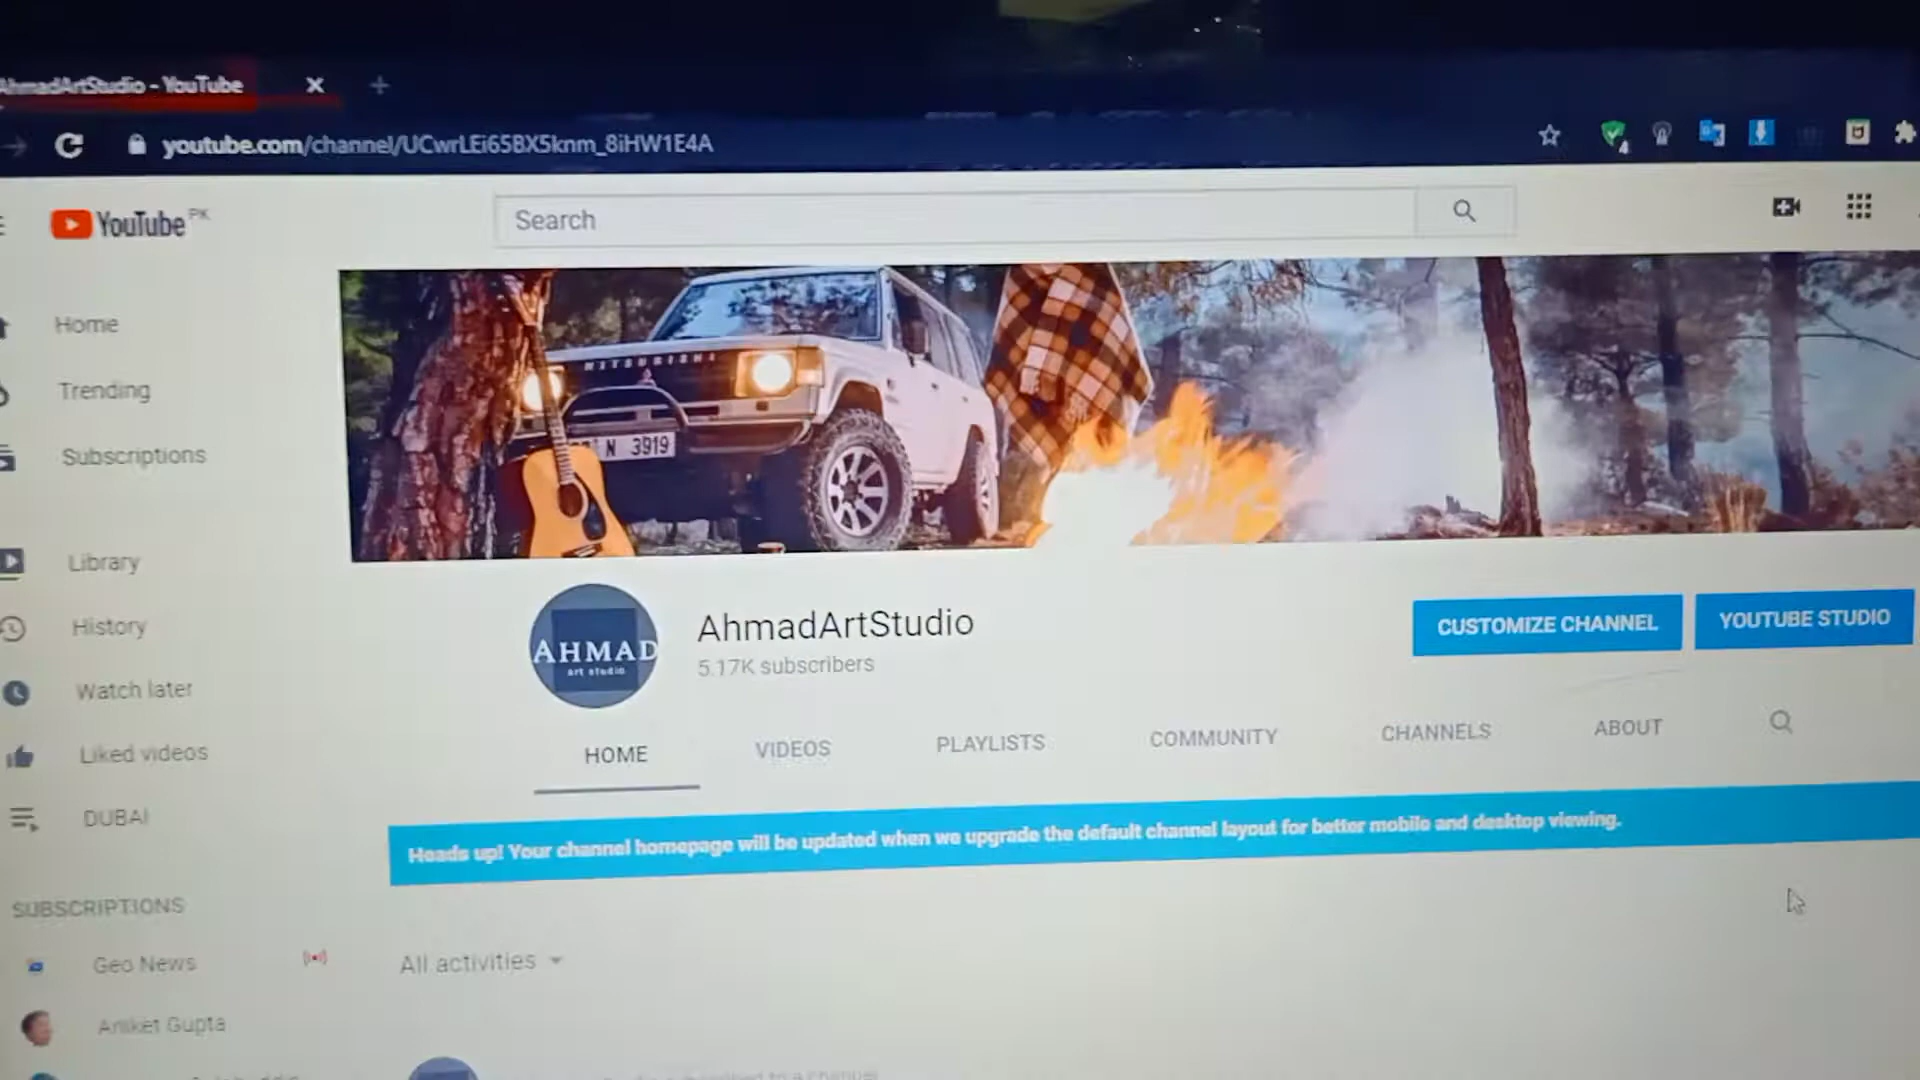 AhmadArtStudio - YouTube
youtube.com/channel/UCwrLEi65BX5knm_8iHW1E4A
4
YouTube PK
Search
Home
Trending
Subscriptions
Library
History
Watch later
Liked videos
DUBAI
SUBSCRIPTIONS
Geo News
Aniket Gupta
MITSUBISHI
N 3919
AHMAD
art studio
AhmadArtStudio
5.17K subscribers
CUSTOMIZE CHANNEL
YOUTUBE STUDIO
HOME
VIDEOS
PLAYLISTS
COMMUNITY
CHANNELS
ABOUT
Heads up! Your channel homepage will be updated when we upgrade the default channel layout for better mobile and desktop viewing.
All activities